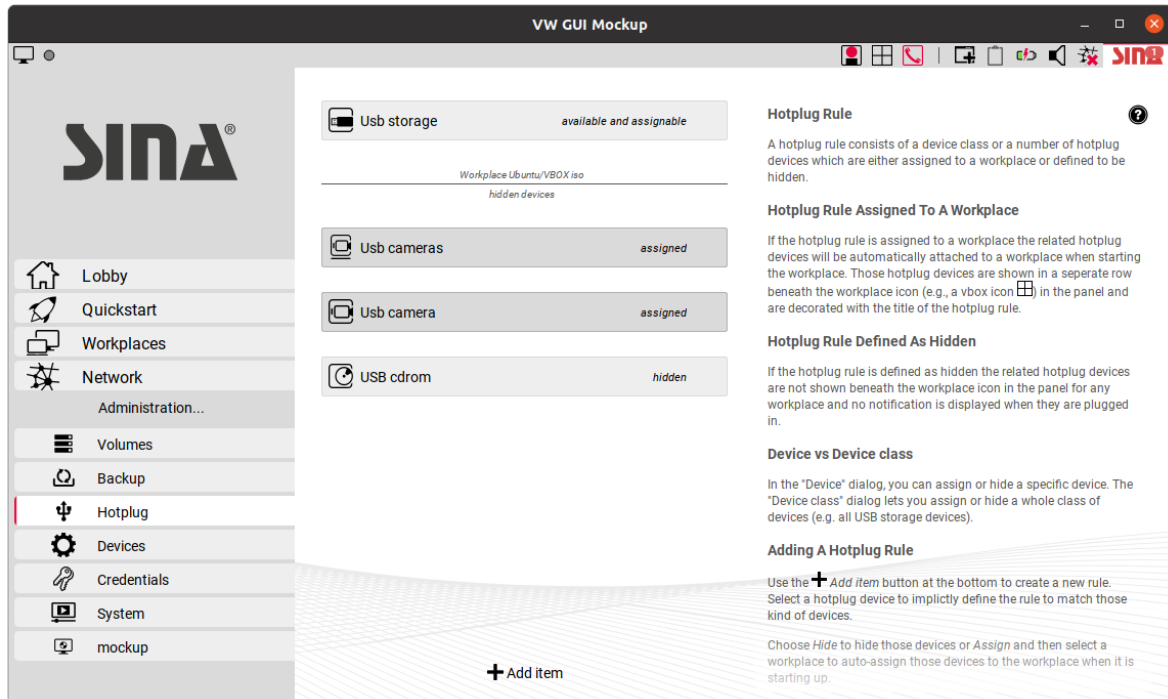 VW GUI Mockup
SINA 1
SINA®
Lobby
Quickstart
Workplaces
Network
Administration...
Volumes
Backup
Hotplug
Devices
Credentials
System
mockup
Usb storage available and assignable
Workplace Ubuntu/VBOX iso
hidden devices
Usb cameras assigned
Usb camera assigned
USB cdrom hidden
Add item
Hotplug Rule ?
A hotplug rule consists of a device class or a number of hotplug
devices which are either assigned to a workplace or defined to be
hidden.
Hotplug Rule Assigned To A Workplace
If the hotplug rule is assigned to a workplace the related hotplug
devices will be automatically attached to a workplace when starting
the workplace. Those hotplug devices are shown in a seperate row
beneath the workplace icon (e.g., a vbox icon ) in the panel and
are decorated with the title of the hotplug rule.
Hotplug Rule Defined As Hidden
If the hotplug rule is defined as hidden the related hotplug devices
are not shown beneath the workplace icon in the panel for any
workplace and no notification is displayed when they are plugged
in.
Device vs Device class
In the "Device" dialog, you can assign or hide a specific device. The
"Device class" dialog lets you assign or hide a whole class of
devices (e.g. all USB storage devices).
Adding A Hotplug Rule
Use the Add item button at the bottom to create a new rule.
Select a hotplug device to implicitly define the rule to match those
kind of devices.
Choose Hide to hide those devices or Assign and then select a
workplace to auto-assign those devices to the workplace when it is
starting up.